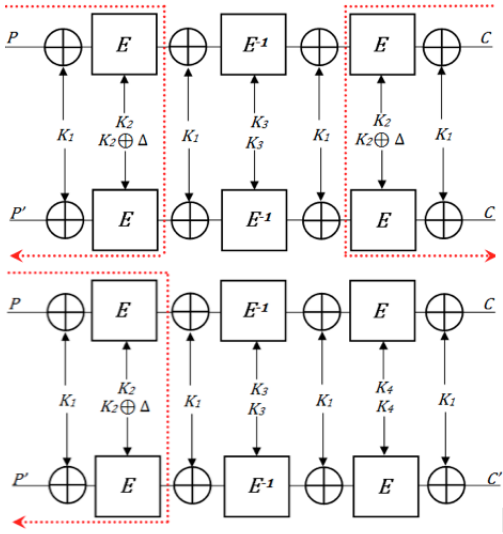 P E E⁻¹ E C
K₁ K₂ K₁ K₃ K₁ K₂ K₁
K₂⊕Δ K₃ K₂⊕Δ
P' E E⁻¹ E C
P E E⁻¹ E C
K₁ K₂ K₁ K₃ K₁ K₄ K₁
K₂⊕Δ K₃ K₄
P' E E⁻¹ E C'